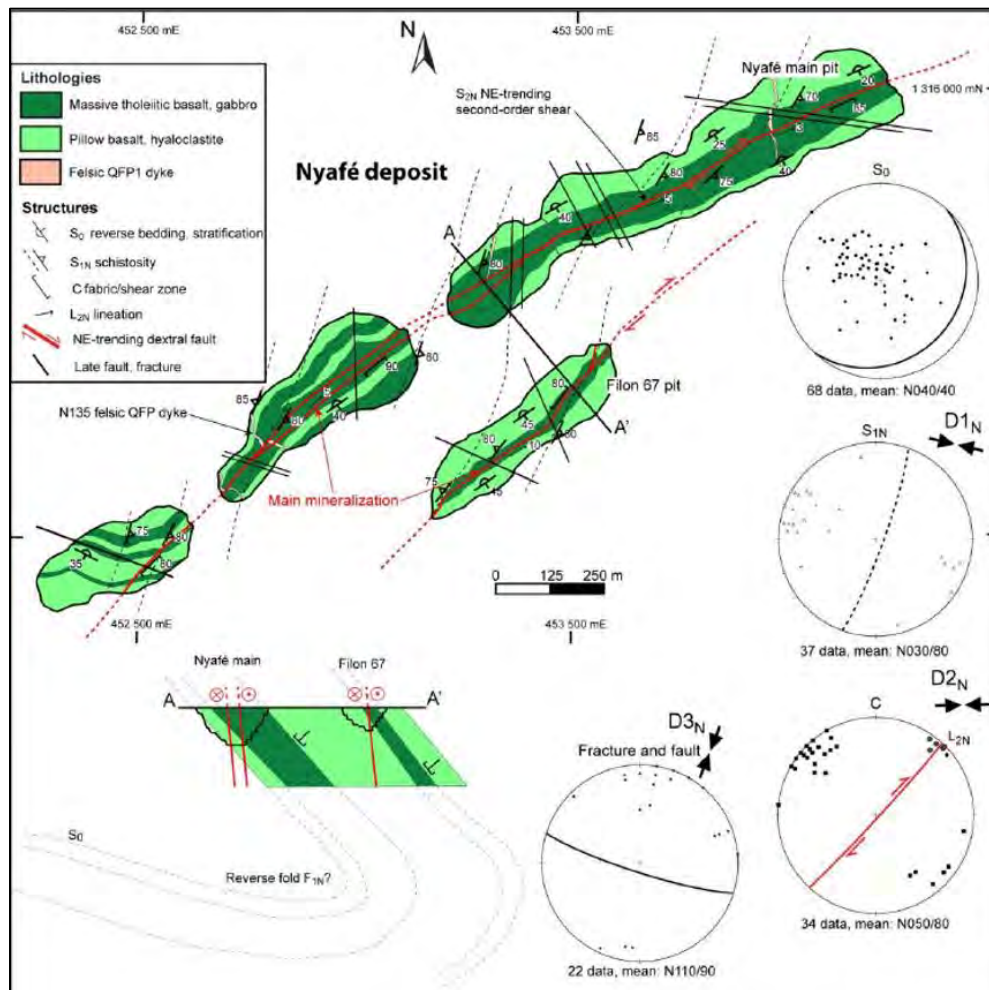 452 500 mE
453 500 mE
N
Lithologies
Massive tholeiitic basalt, gabbro
Pillow basalt, hyaloclastite
Felsic QFP1 dyke
Structures
S0 reverse bedding, stratification
S1N schistosity
C fabric/shear zone
L2N lineation
NE-trending dextral fault
Late fault, fracture
Nyafé main pit
1 316 000 mN
S2N NE-trending
second-order shear
Nyafé deposit
20
70
65
3
85
25
40
80
75
5
40
A
80
S0
68 data, mean: N040/40
80
90
5
85
60
40
N135 felsic QFP dyke
Filon 67 pit
A'
80
45
80
10
80
75
45
Main mineralization
D1N
S1N
37 data, mean: N030/80
75
80
35
80
0 125 250 m
452 500 mE
453 500 mE
Nyafé main
Filon 67
A
A'
S0
Reverse fold F1N?
D3N
Fracture and fault
22 data, mean: N110/90
D2N
C
L2N
34 data, mean: N050/80